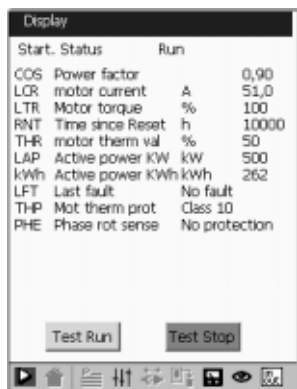 Display
Start. Status Run
COS Power factor 0,90
LCR motor current A 51,0
LTR Motor torque % 100
RNT Time since Reset h 10000
THR motor therm val % 50
LAP Active power KW kW 500
kWh Active power KWh kWh 262
LFT Last fault No fault
THP Mot therm prot Class 10
PHE Phase rot sense No protection
Test Run Test Stop